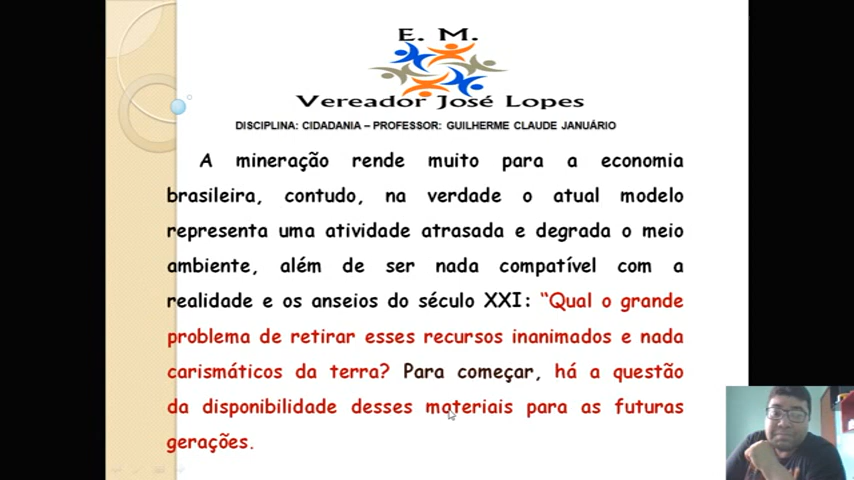 E. M.
Vereador José Lopes
DISCIPLINA: CIDADANIA – PROFESSOR: GUILHERME CLAUDE JANUÁRIO
A mineração rende muito para a economia
brasileira, contudo, na verdade o atual modelo
representa uma atividade atrasada e degrada o meio
ambiente, além de ser nada compatível com a
realidade e os anseios do século XXI: “Qual o grande
problema de retirar esses recursos inanimados e nada
carismáticos da terra? Para começar, há a questão
da disponibilidade desses materiais para as futuras
gerações.